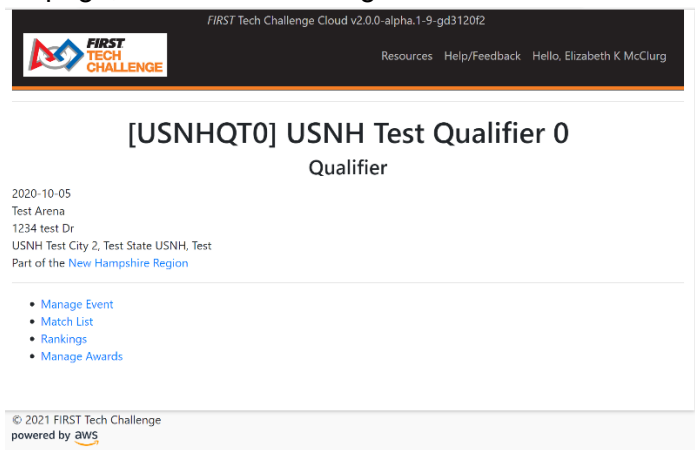 FIRST Tech Challenge Cloud v2.0.0-alpha.1-9-gd3120f2
FIRST
TECH
CHALLENGE
Resources Help/Feedback Hello, Elizabeth K McClurg
[USNHQT0] USNH Test Qualifier 0
Qualifier
2020-10-05
Test Arena
1234 test Dr
USNH Test City 2, Test State USNH, Test
Part of the New Hampshire Region
Manage Event
Match List
Rankings
Manage Awards
© 2021 FIRST Tech Challenge
powered by aws